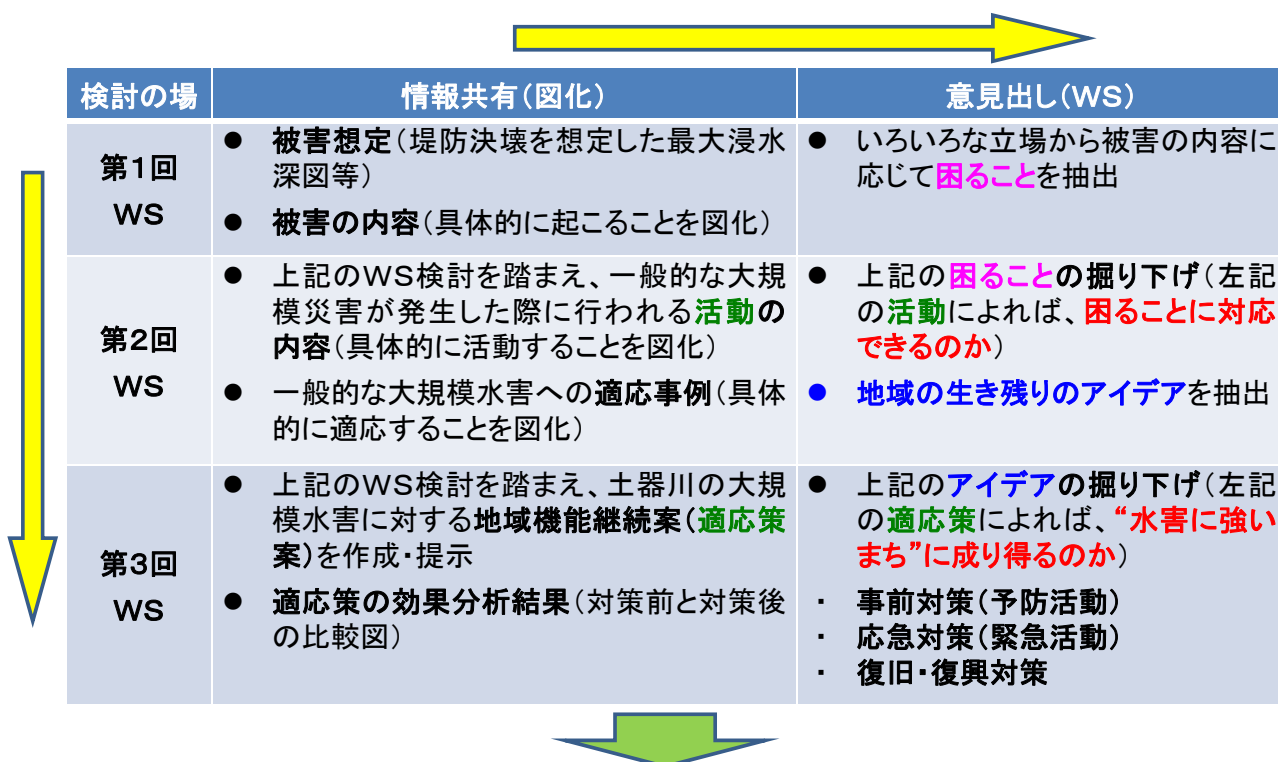 検討の場
情報共有（図化）
意見出し（ＷＳ）
第１回
ＷＳ
● 被害想定（堤防決壊を想定した最大浸水
深図等）
● 被害の内容（具体的に起こることを図化）
● いろいろな立場から被害の内容に
応じて困ることを抽出
第２回
ＷＳ
● 上記のＷＳ検討を踏まえ、一般的な大規
模災害が発生した際に行われる活動の
内容（具体的に活動することを図化）
● 一般的な大規模水害への適応事例（具体
的に適応することを図化）
● 上記の困ることの掘り下げ（左記
の活動によれば、困ることに対応
できるのか）
● 地域の生き残りのアイデアを抽出
第３回
ＷＳ
● 上記のＷＳ検討を踏まえ、土器川の大規
模水害に対する地域機能継続案（適応策
案）を作成・提示
● 適応策の効果分析結果（対策前と対策後
の比較図）
● 上記のアイデアの掘り下げ（左記
の適応策によれば、“水害に強い
まち”に成り得るのか）
・ 事前対策（予防活動）
・ 応急対策（緊急活動）
・ 復旧・復興対策